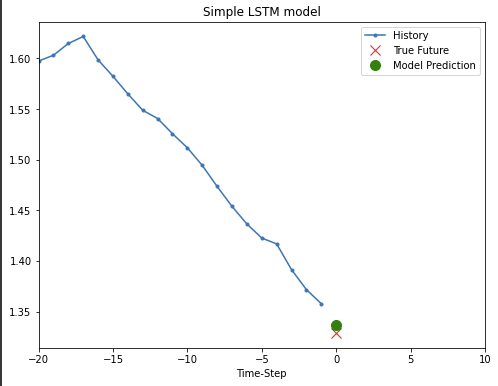 Simple LSTM model
History
True Future
Model Prediction
1.60
1.55
1.50
1.45
1.40
1.35
−20 −15 −10 −5 0 5 10
Time-Step